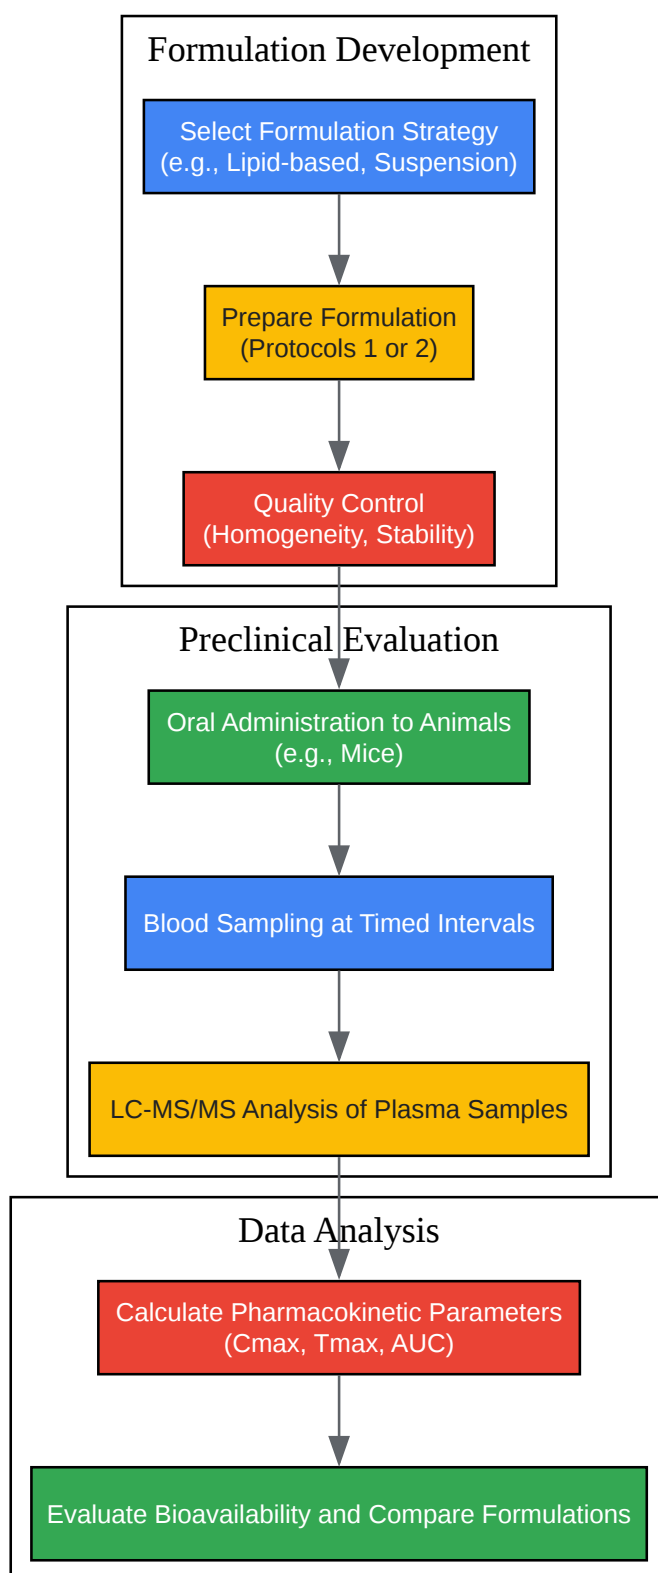 Formulation Development
Select Formulation Strategy
(e.g., Lipid-based, Suspension)
Prepare Formulation
(Protocols 1 or 2)
Quality Control
(Homogeneity, Stability)
Preclinical Evaluation
Oral Administration to Animals
(e.g., Mice)
Blood Sampling at Timed Intervals
LC-MS/MS Analysis of Plasma Samples
Data Analysis
Calculate Pharmacokinetic Parameters
(Cmax, Tmax, AUC)
Evaluate Bioavailability and Compare Formulations